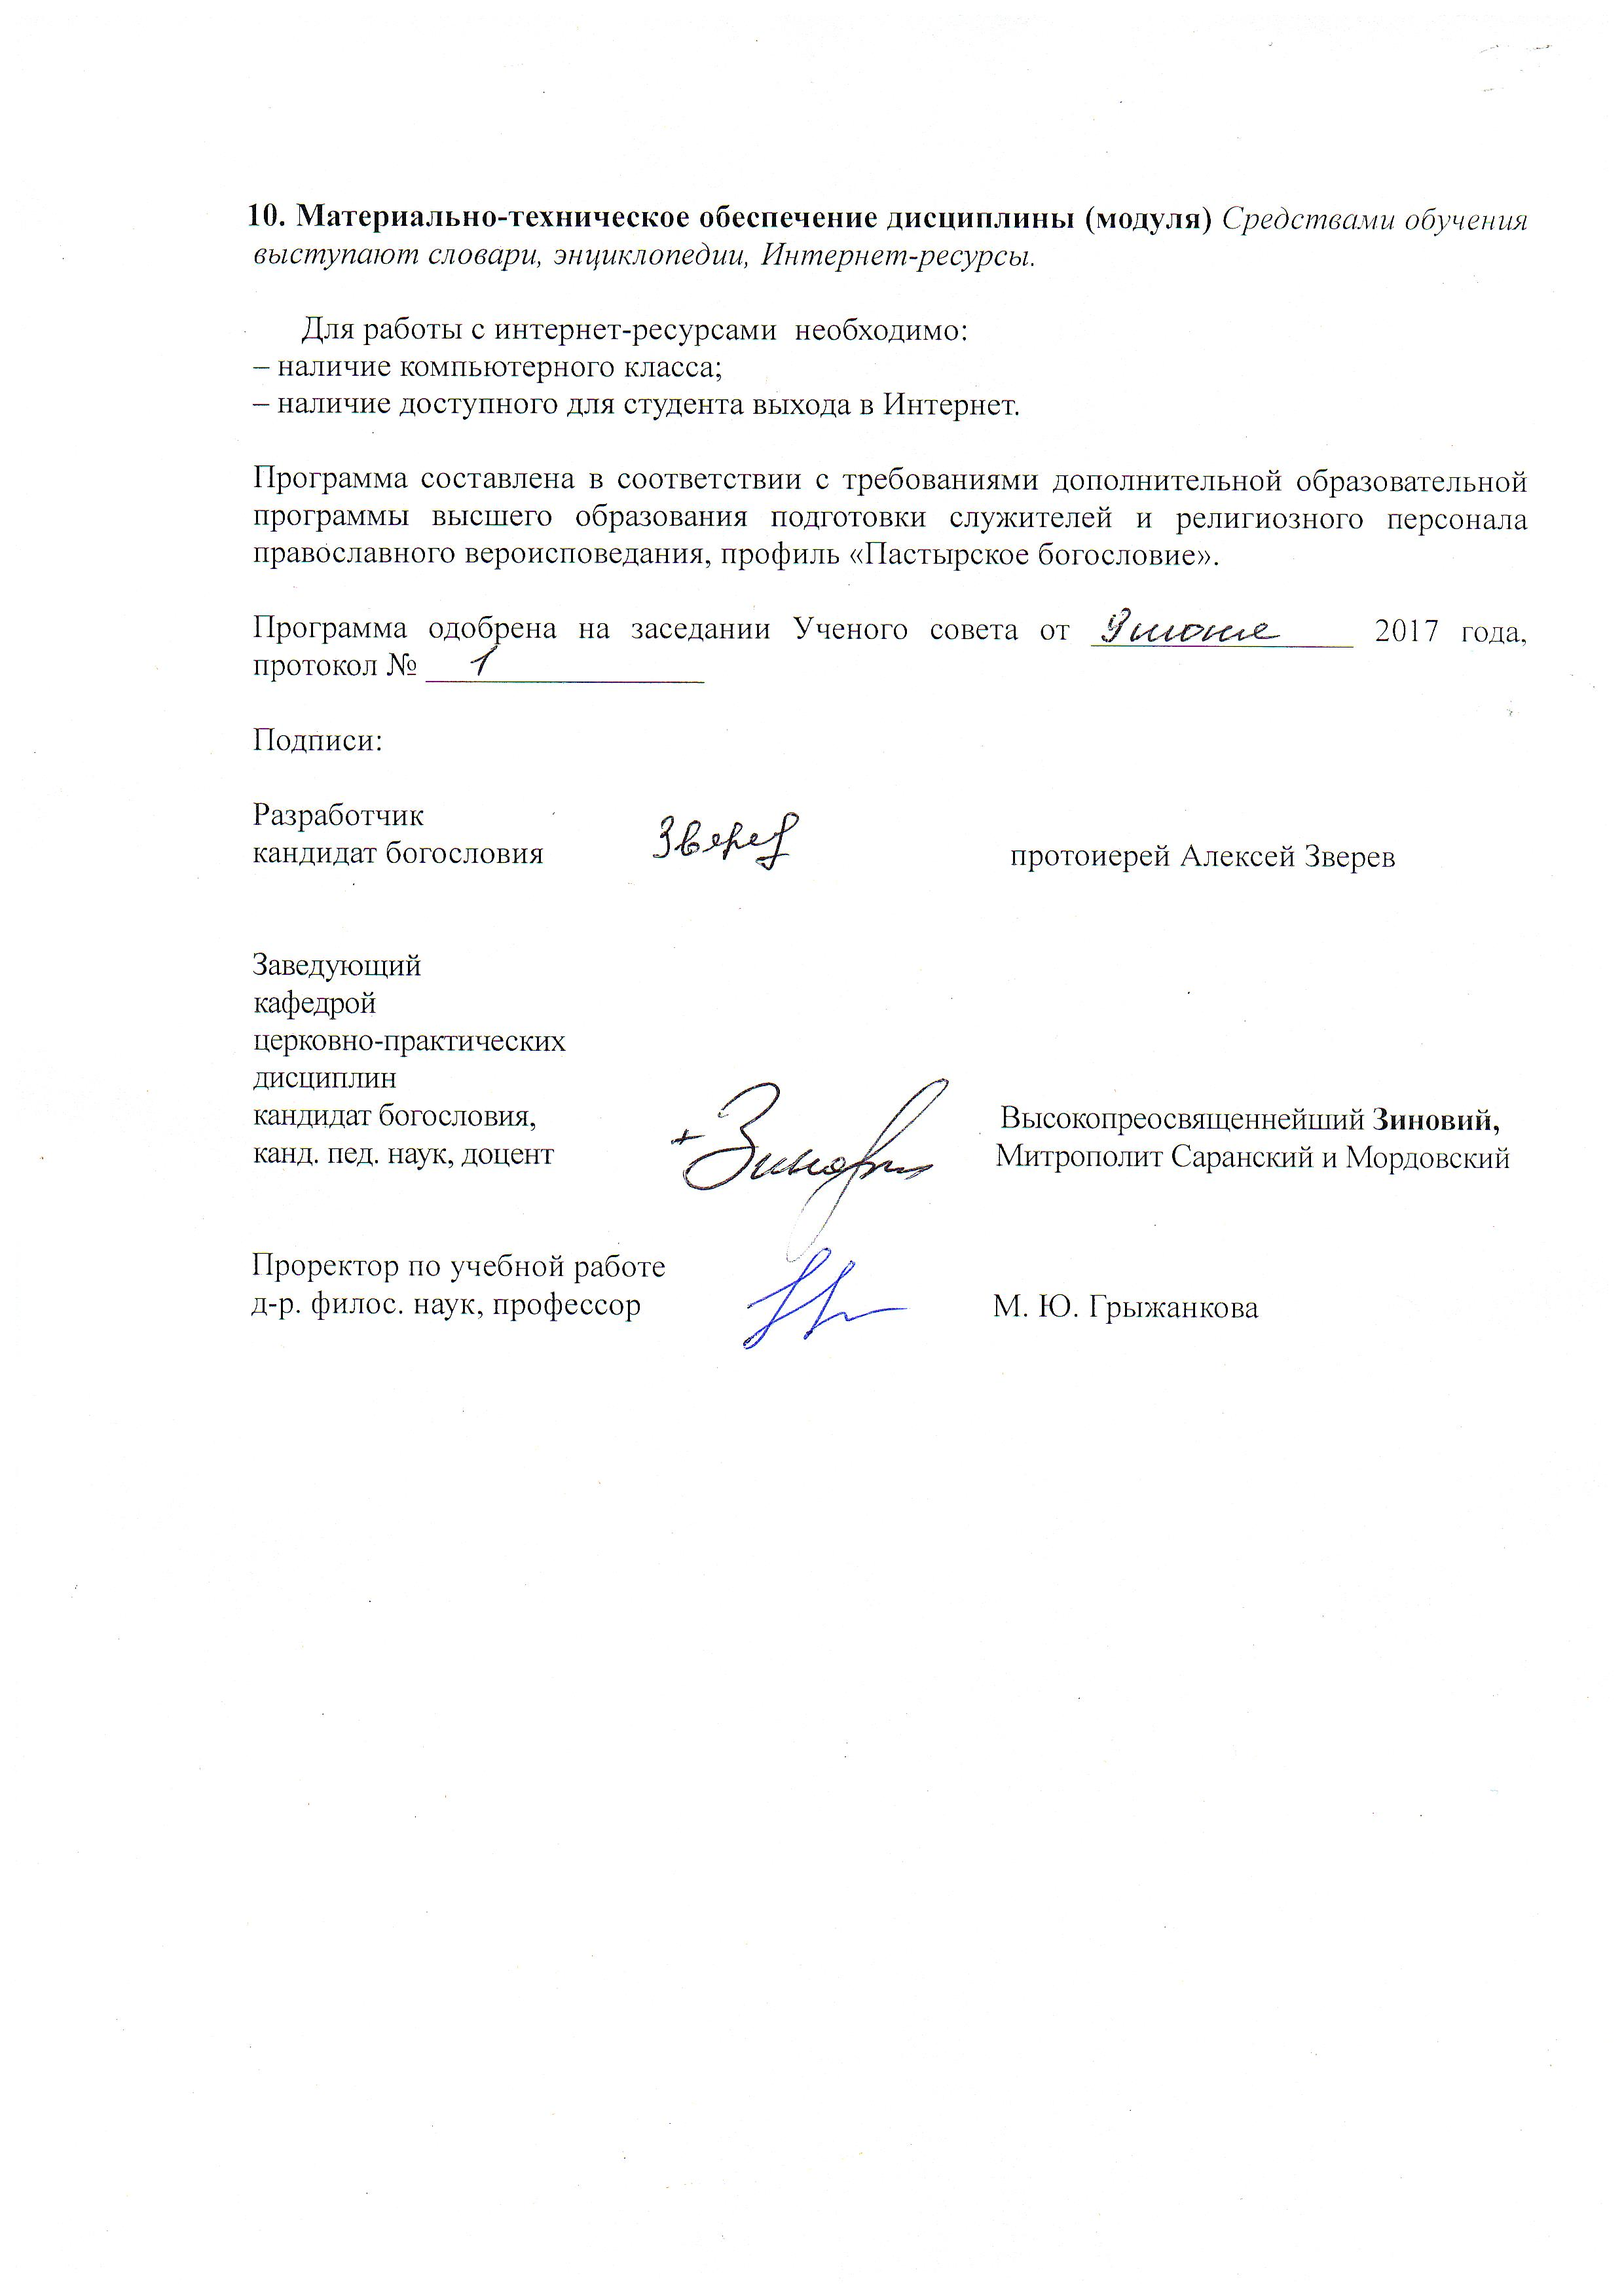 10. Материально-техническое обеспечение дисциплины (модуля) Средствами обучения
выступают словари, энциклопедии, Интернет-ресурсы.
Для работы с интернет-ресурсами необходимо:
– наличие компьютерного класса;
– наличие доступного для студента выхода в Интернет.
Программа составлена в соответствии с требованиями дополнительной образовательной
программы высшего образования подготовки служителей и религиозного персонала
православного вероисповедания, профиль «Пастырское богословие».
Программа одобрена на заседании Ученого совета от 9 июня 2017 года,
протокол № 1
Подписи:
Разработчик
кандидат богословия Зверев протоиерей Алексей Зверев
Заведующий
кафедрой
церковно-практических
дисциплин
кандидат богословия, Высокопреосвященнейший Зиновий,
канд. пед. наук, доцент +Зиновий Митрополит Саранский и Мордовский
Проректор по учебной работе
д-р. филос. наук, профессор М. Ю. Грыжанкова